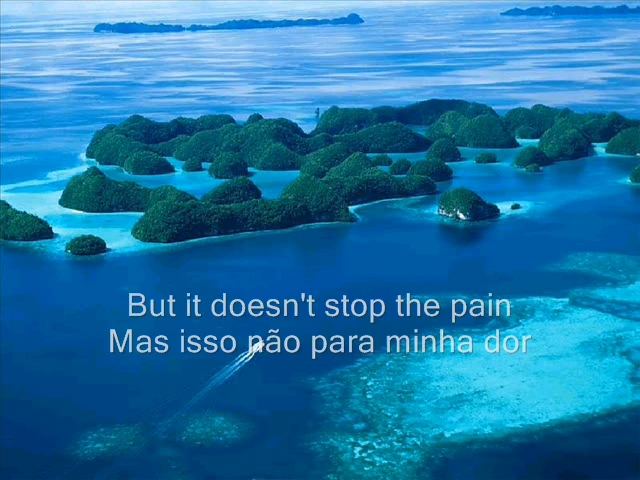 But it doesn't stop the pain
Mas isso não para minha dor